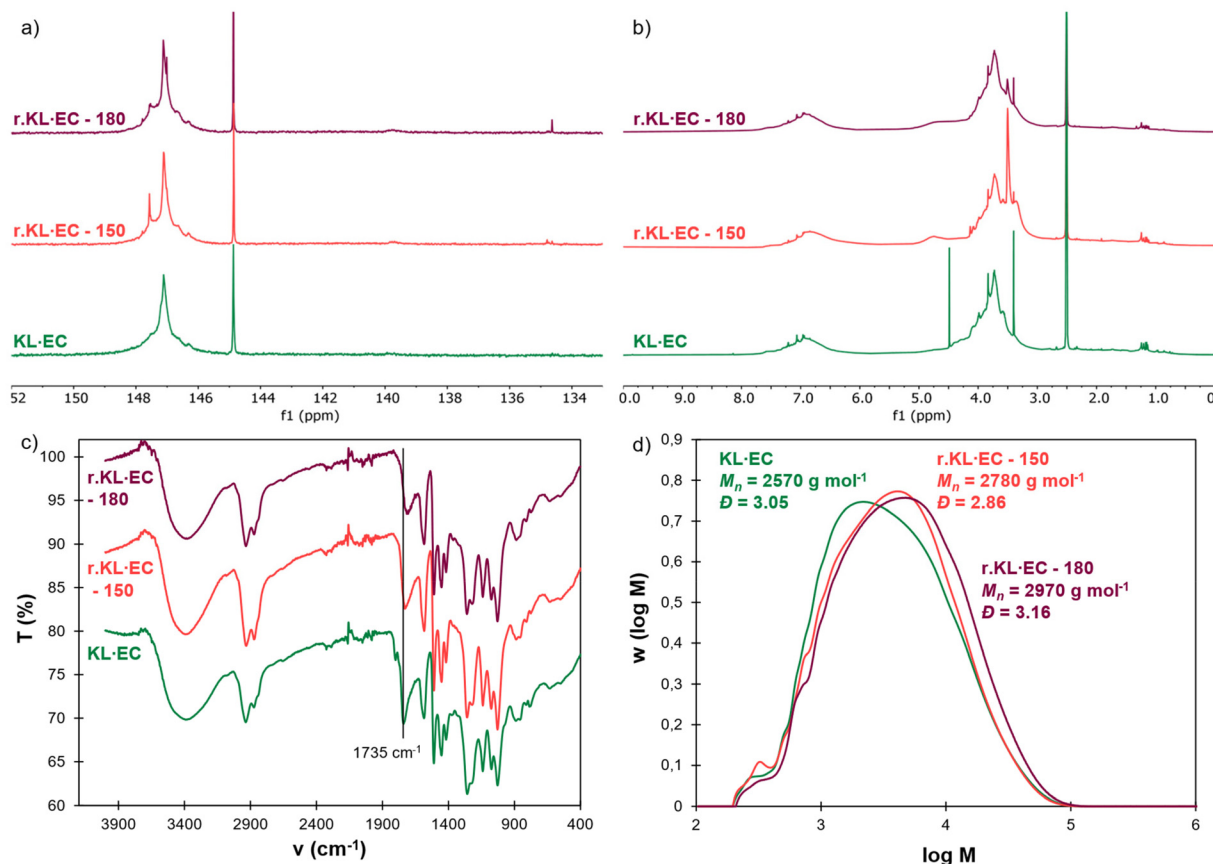 a)
r.KL·EC - 180
r.KL·EC - 150
KL·EC
52 150 148 146 144 142 140 138 136 134
f1 (ppm)
b)
r.KL·EC - 180
r.KL·EC - 150
KL·EC
0.0 9.0 8.0 7.0 6.0 5.0 4.0 3.0 2.0 1.0 0
f1 (ppm)
c)
T (%)
100
95
90
85
80
75
70
65
60
r.KL·EC
- 180
r.KL·EC
- 150
KL·EC
1735 cm⁻¹
3900 3400 2900 2400 1900 1400 900 400
ν (cm⁻¹)
d)
w (log M)
0,9
0,8
0,7
0,6
0,5
0,4
0,3
0,2
0,1
0
KL·EC
Mn = 2570 g mol⁻¹
Đ = 3.05
r.KL·EC - 150
Mn = 2780 g mol⁻¹
Đ = 2.86
r.KL·EC - 180
Mn = 2970 g mol⁻¹
Đ = 3.16
2 3 4 5 6
log M